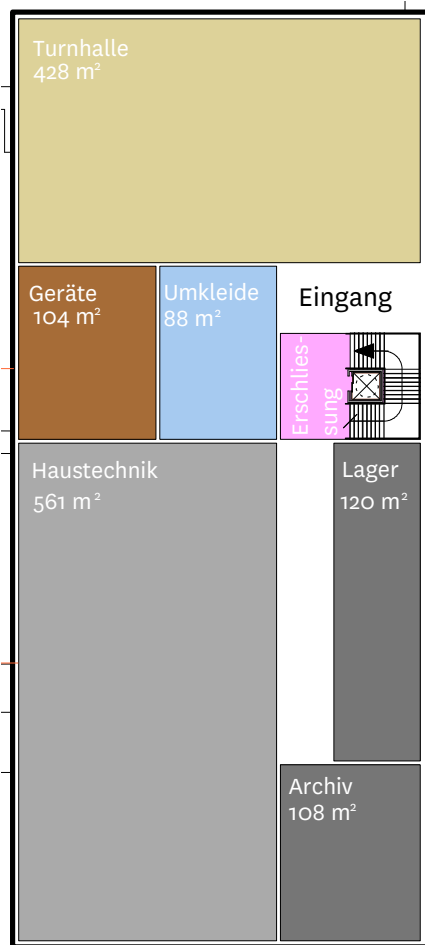 Turnhalle
428 m²
Geräte
104 m²
Umkleide
88 m²
Eingang
Erschlies-
sung
Haustechnik
561 m²
Lager
120 m²
Archiv
108 m²